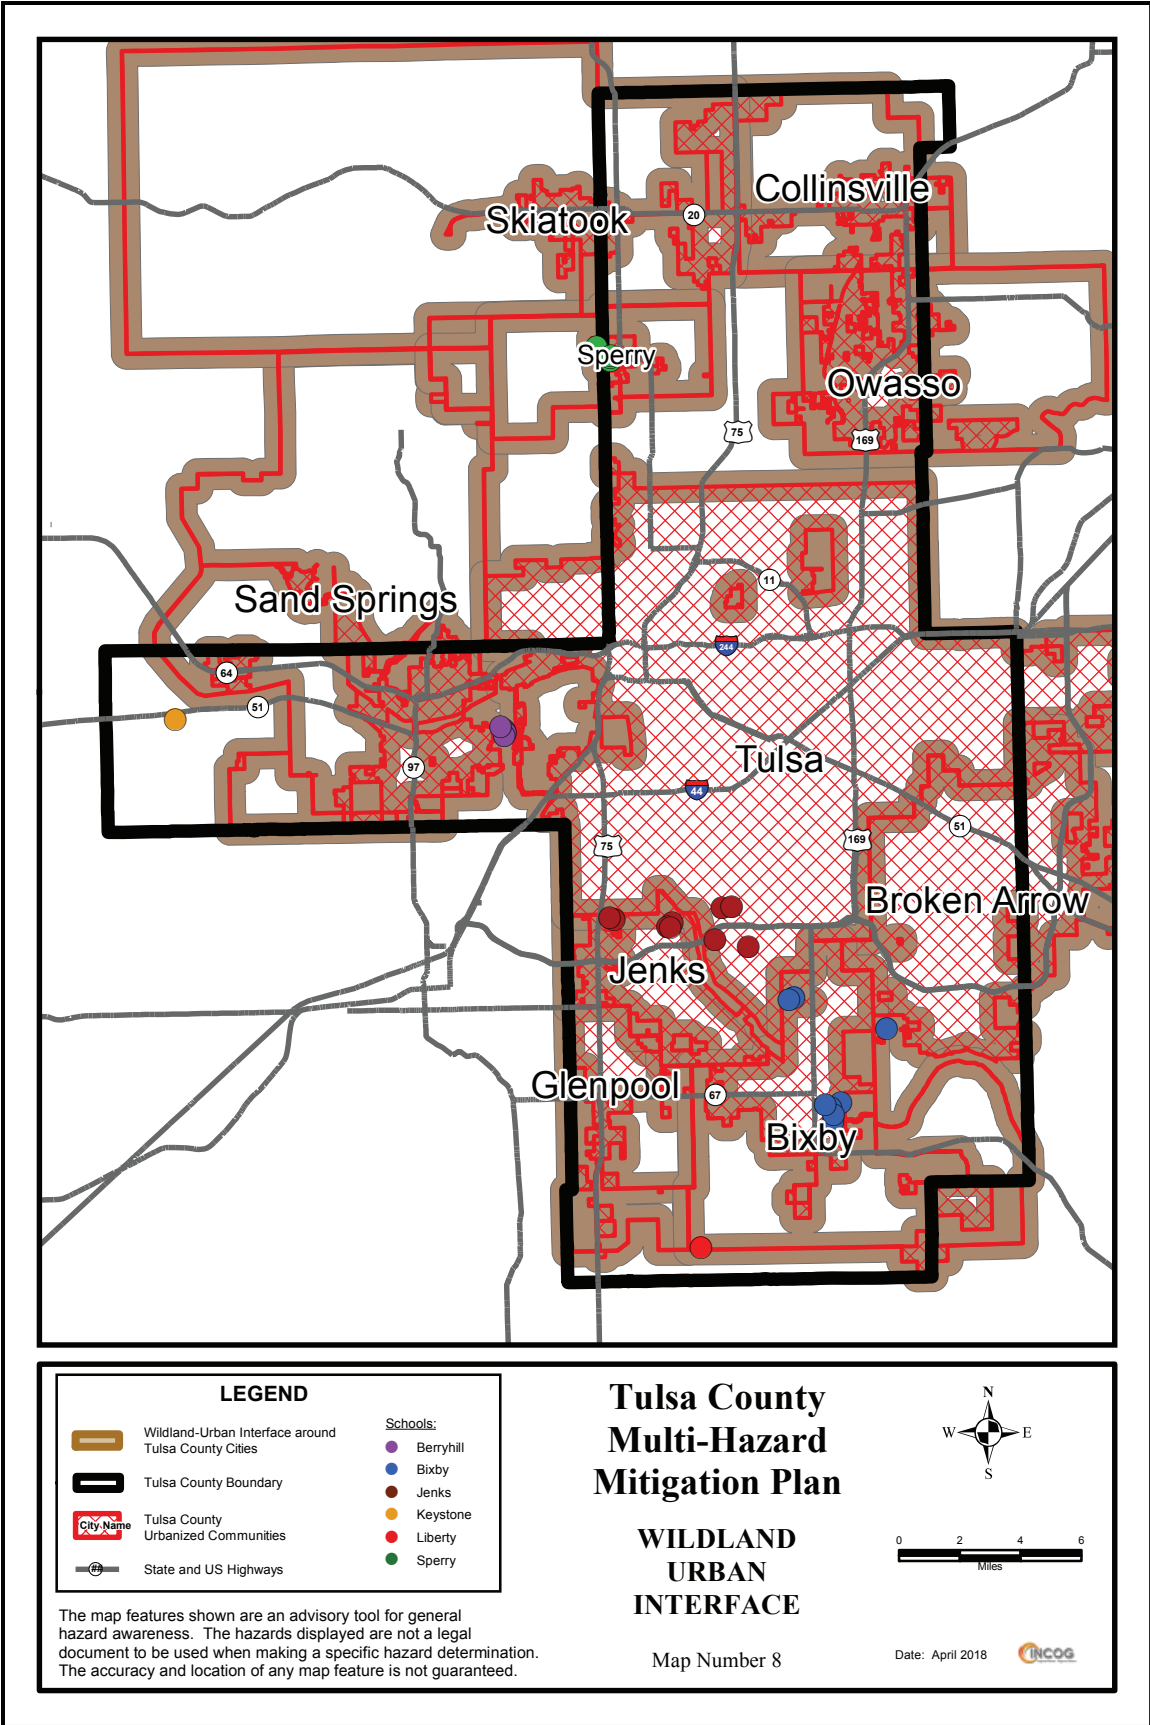 Collinsville
Skiatook
20
Sperry
Owasso
75
169
11
Sand Springs
244
64
51
97
Tulsa
44
75
169
51
Broken Arrow
Jenks
Glenpool
67
Bixby
LEGEND
Wildland-Urban Interface around
Tulsa County Cities
Tulsa County Boundary
City Name
Tulsa County
Urbanized Communities
##
State and US Highways
Schools:
Berryhill
Bixby
Jenks
Keystone
Liberty
Sperry
The map features shown are an advisory tool for general
hazard awareness. The hazards displayed are not a legal
document to be used when making a specific hazard determination.
The accuracy and location of any map feature is not guaranteed.
Tulsa County
Multi-Hazard
Mitigation Plan
WILDLAND
URBAN
INTERFACE
Map Number 8
N
W E
S
0 2 4 6
Miles
Date: April 2018
INCOG